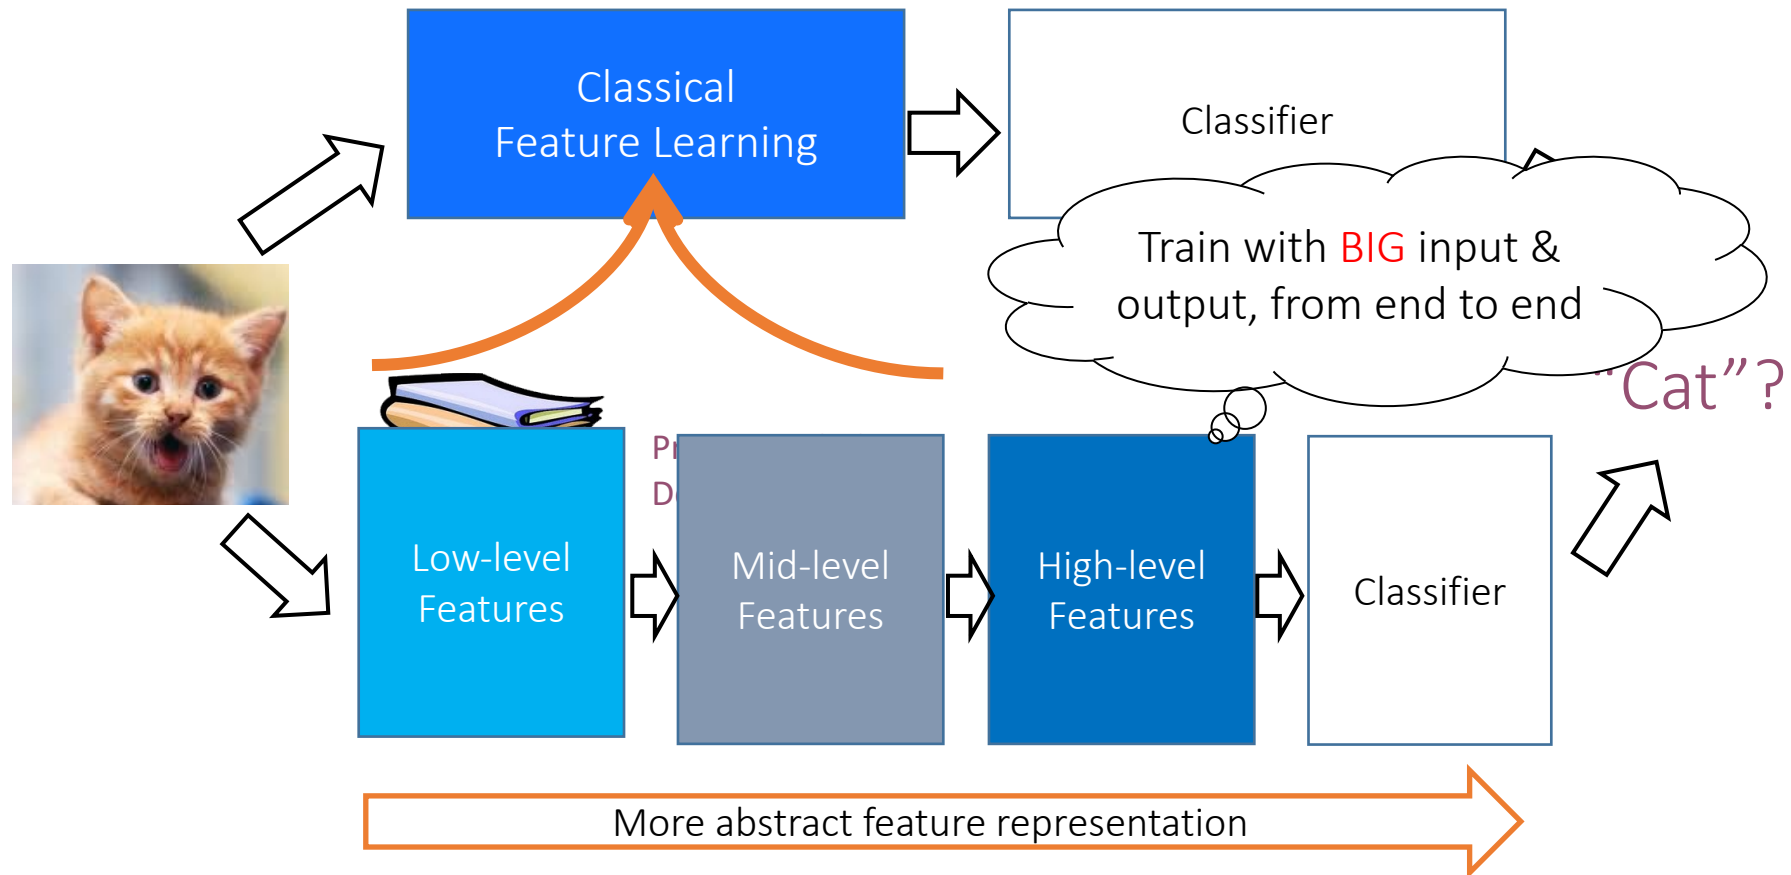 Classical
Feature Learning
Classifier
Train with BIG input &
output, from end to end
“Cat”?
Low-level
Features
Mid-level
Features
High-level
Features
Classifier
More abstract feature representation